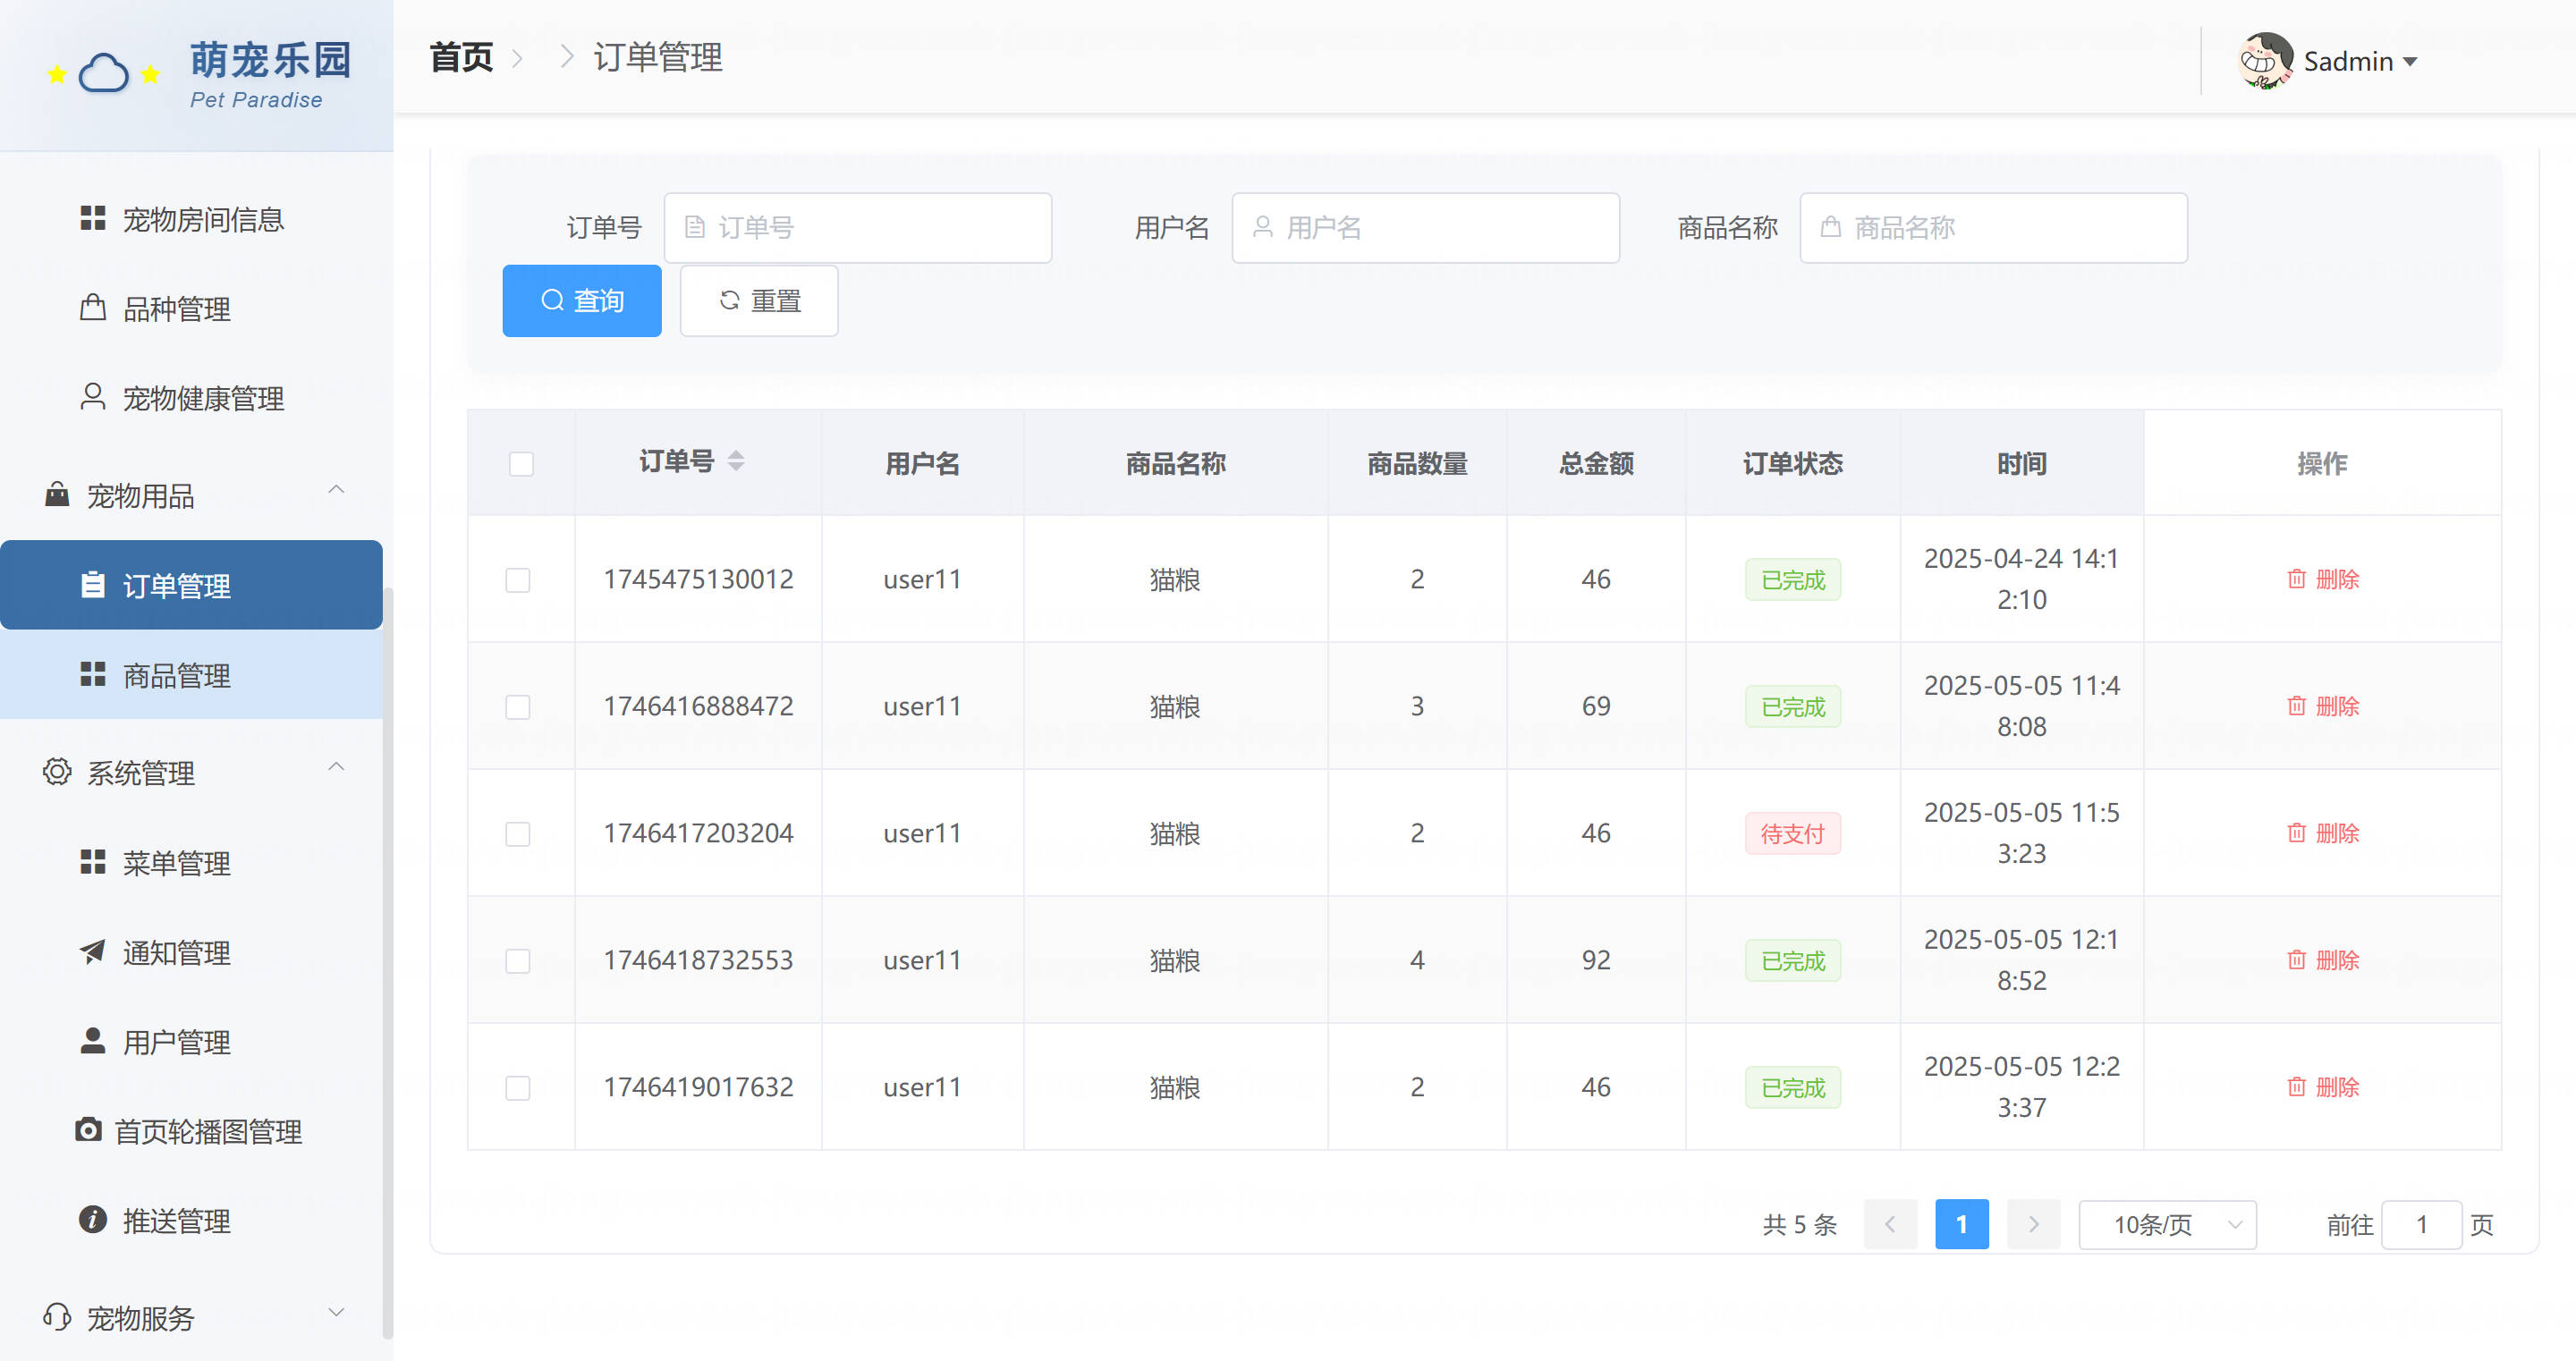 萌宠乐园
Pet Paradise
宠物房间信息
品种管理
宠物健康管理
宠物用品
订单管理
商品管理
系统管理
菜单管理
通知管理
用户管理
首页轮播图管理
推送管理
宠物服务
首页 订单管理
Sadmin
订单号 订单号 用户名 用户名 商品名称 商品名称
查询 重置
订单号 用户名 商品名称 商品数量 总金额 订单状态 时间 操作
1745475130012 user11 猫粮 2 46 已完成 2025-04-24 14:1
2:10 删除
1746416888472 user11 猫粮 3 69 已完成 2025-05-05 11:4
8:08 删除
1746417203204 user11 猫粮 2 46 待支付 2025-05-05 11:5
3:23 删除
1746418732553 user11 猫粮 4 92 已完成 2025-05-05 12:1
8:52 删除
1746419017632 user11 猫粮 2 46 已完成 2025-05-05 12:2
3:37 删除
共 5 条 1 10条/页 前往 1 页